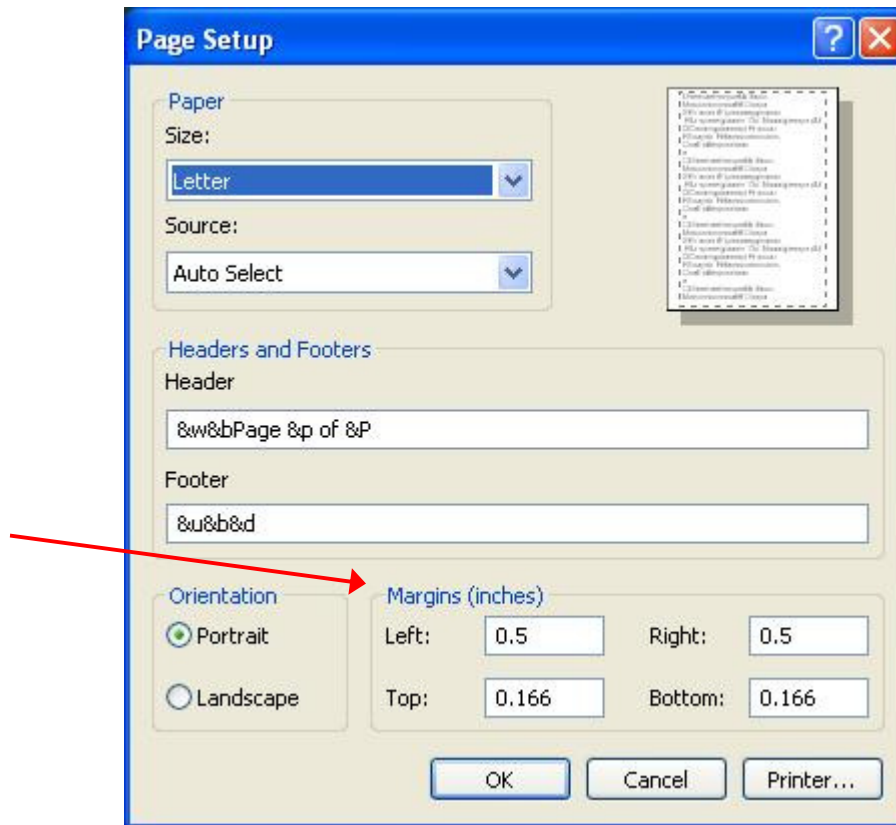 Page Setup
Paper
Size:
Letter
Source:
Auto Select
Headers and Footers
Header
&w&bPage &p of &P
Footer
&u&b&d
Orientation
Portrait
Landscape
Margins (inches)
Left: 0.5 Right: 0.5
Top: 0.166 Bottom: 0.166
OK Cancel Printer...